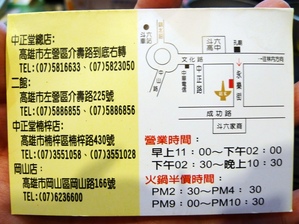 中正堂總店:
高雄市左營區介壽路到底右轉
TEL:(07)5816633、(07)5823050
二館:
高雄市左營區介壽路225號
TEL:(07)5886855、5886856
中正堂楠梓店:
高雄市楠梓區楠梓路430號
TEL:(07)3551058、(07)3551028
岡山店:
高雄市岡山區岡山路166號
TEL:(07)6236600
斗六
高中
文化路
成功路
斗六家商
營業時間:
早上11:00~下午02:00
下午02:30~晚上10:30
火鍋半價時間:
PM2:30~PM4:30
PM9:00~PM10:30